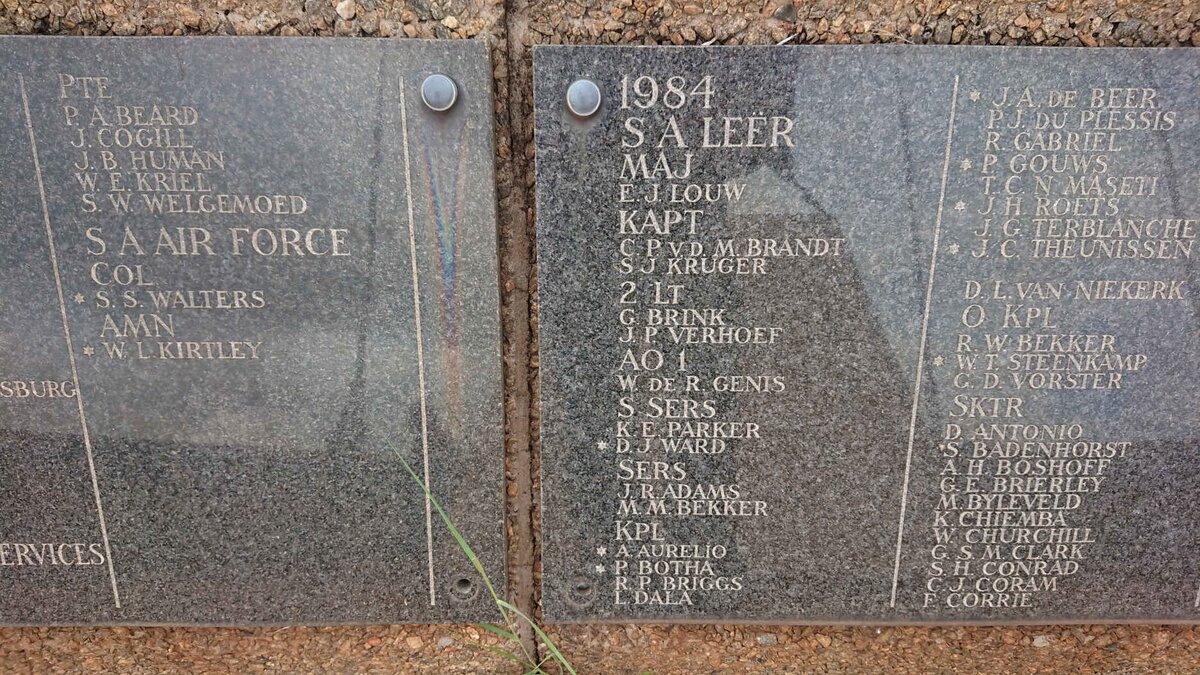 SBURG
ERVICES
PTE
P. A. BEARD
J. COGILL
J. B. HUMAN
W. E. KRIEL
S. W. WELGEMOED
S A AIR FORCE
COL
* S. S. WALTERS
AMN
* W. L. KIRTLEY
1984
S A LEËR
MAJ
E. J. LOUW
KAPT
C. P. V.D. M. BRANDT
S. J. KRUGER
2 LT
G. BRINK
J. P. VERHOEF
AO 1
W. DE R. GENIS
S SERS
K. E. PARKER
* D. J. WARD
SERS
J. R. ADAMS
M. M. BEKKER
KPL
* A. AURELIO
* P. BOTHA
R. P. BRIGGS
L. DALA
* J. A. DE BEER
P. J. DU PLESSIS
R. GABRIEL
* P. GOUWS
T. C. N. MASETI
* J. H. ROETS
J. G. TERBLANCHE
* J. C. THEUNISSEN
D. L. VAN NIEKERK
O KPL
R. W. BEKKER
* W. T. STEENKAMP
G. D. VORSTER
SKTR
D. ANTONIO
* S. BADENHORST
A. H. BOSHOFF
G. E. BRIERLEY
M. BYLEVELD
K. CHIEMBA
W. CHURCHILL
G. S. M. CLARK
S. H. CONRAD
C. J. CORAM
F. CORRIE